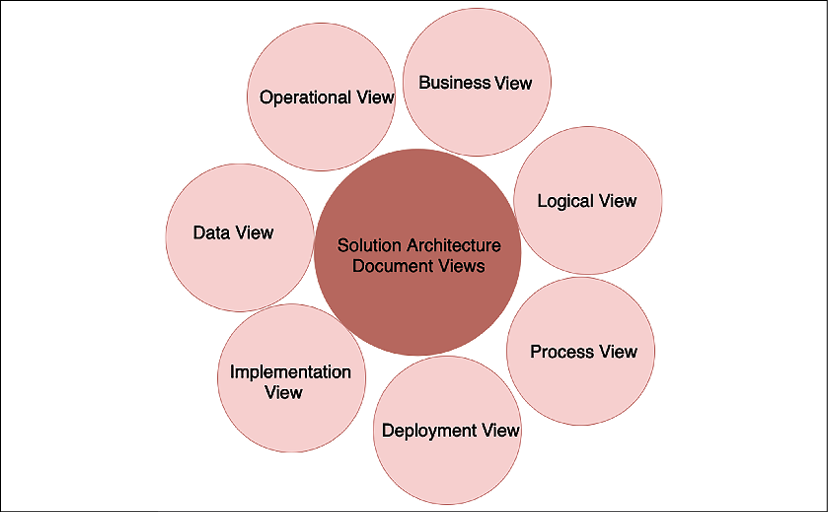 Business View
Operational View
Logical View
Data View
Solution Architecture
Document Views
Process View
Implementation
View
Deployment View